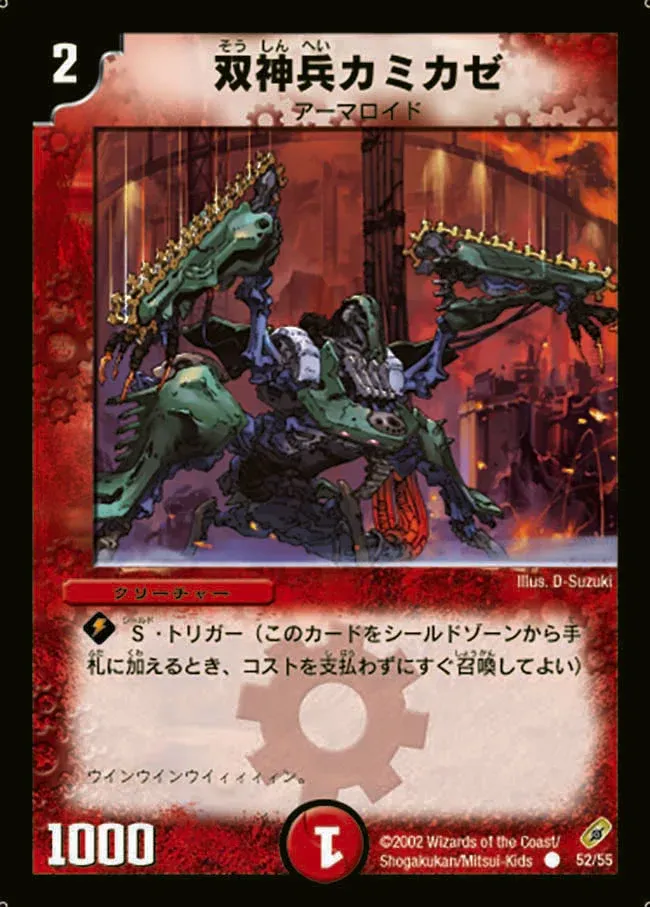 2
そう しん へい
双神兵カミカゼ
アーマロイド
Illus. D-Suzuki
クリーチャー
シールド
S・トリガー（このカードをシールドゾーンから手
ふだ くわ しはら しょうかん
札に加えるとき、コストを支払わずにすぐ召喚してよい）
ウインウインウイィィィィン。
1000
1
©2002 Wizards of the Coast/
Shogakukan/Mitsui-Kids
52/55